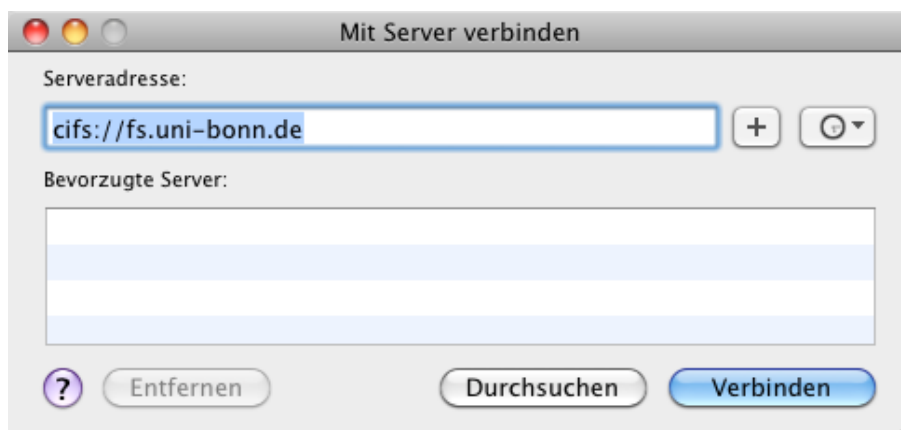 Mit Server verbinden
Serveradresse:
cifs://fs.uni-bonn.de
+
Bevorzugte Server:
? Entfernen Durchsuchen Verbinden